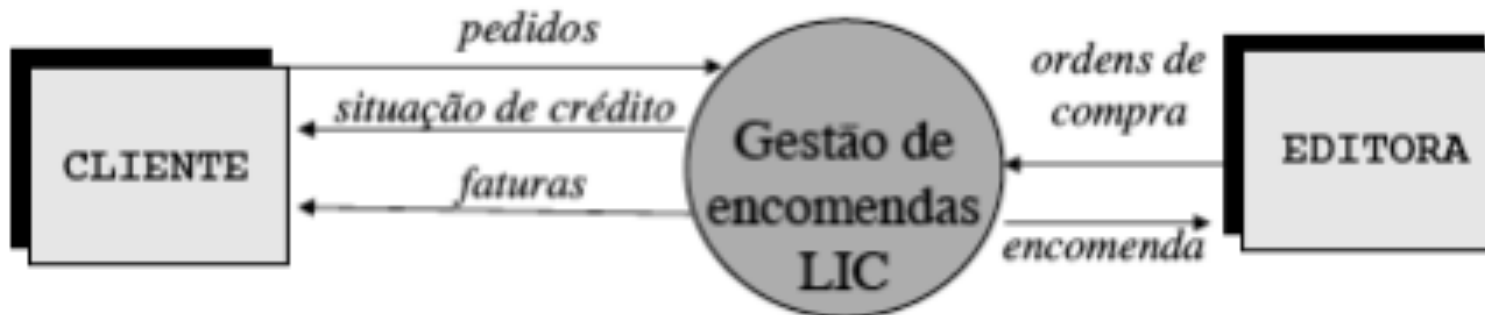 pedidos
situação de crédito
faturas
CLIENTE
Gestão de
encomendas
LIC
ordens de
compra
encomenda
EDITORA